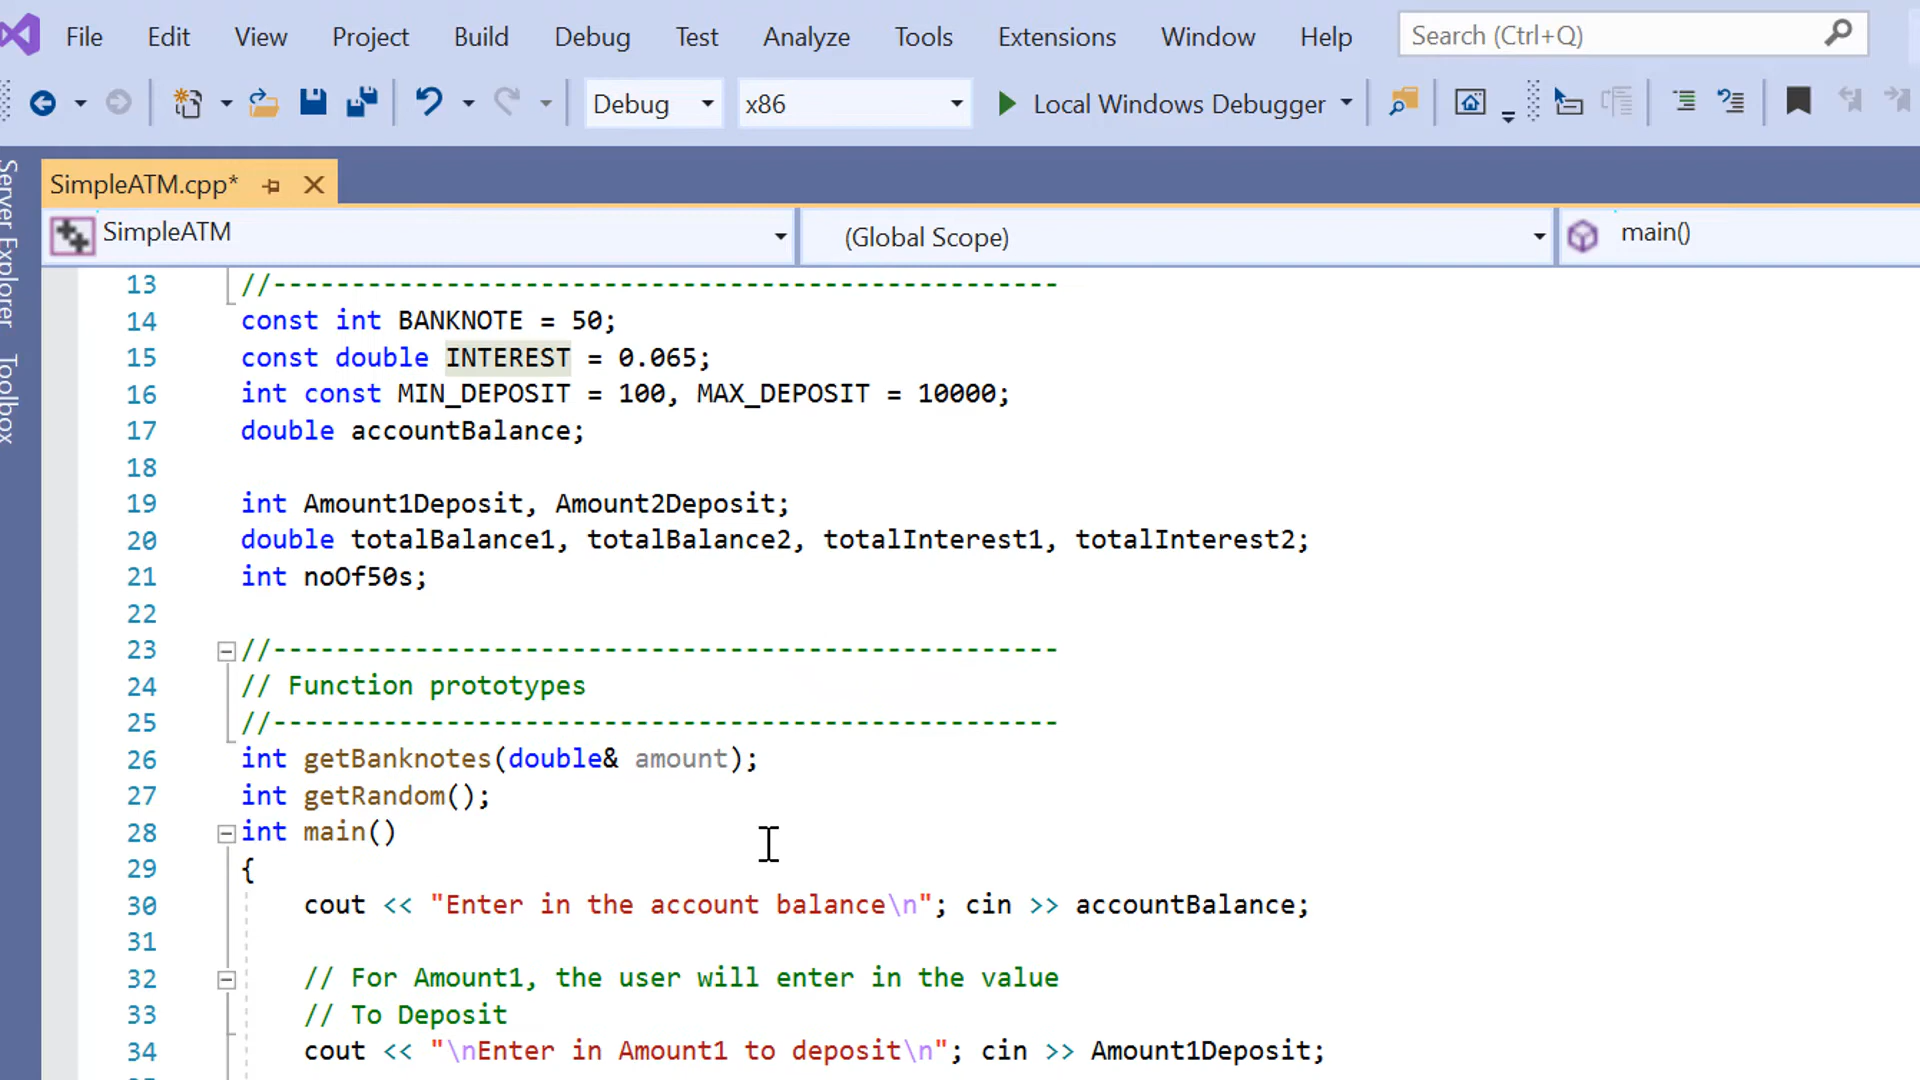 File Edit View Project Build Debug Test Analyze Tools Extensions Window Help Search (Ctrl+Q)
Debug x86 Local Windows Debugger
Server Explorer
Toolbox
SimpleATM.cpp*
SimpleATM (Global Scope) main()
13 //--------------------------------------------------
14 const int BANKNOTE = 50;
15 const double INTEREST = 0.065;
16 int const MIN_DEPOSIT = 100, MAX_DEPOSIT = 10000;
17 double accountBalance;
18
19 int Amount1Deposit, Amount2Deposit;
20 double totalBalance1, totalBalance2, totalInterest1, totalInterest2;
21 int noOf50s;
22
23 //--------------------------------------------------
24 // Function prototypes
25 //--------------------------------------------------
26 int getBanknotes(double& amount);
27 int getRandom();
28 int main()
29 {
30 cout << "Enter in the account balance\n"; cin >> accountBalance;
31
32 // For Amount1, the user will enter in the value
33 // To Deposit
34 cout << "\nEnter in Amount1 to deposit\n"; cin >> Amount1Deposit;